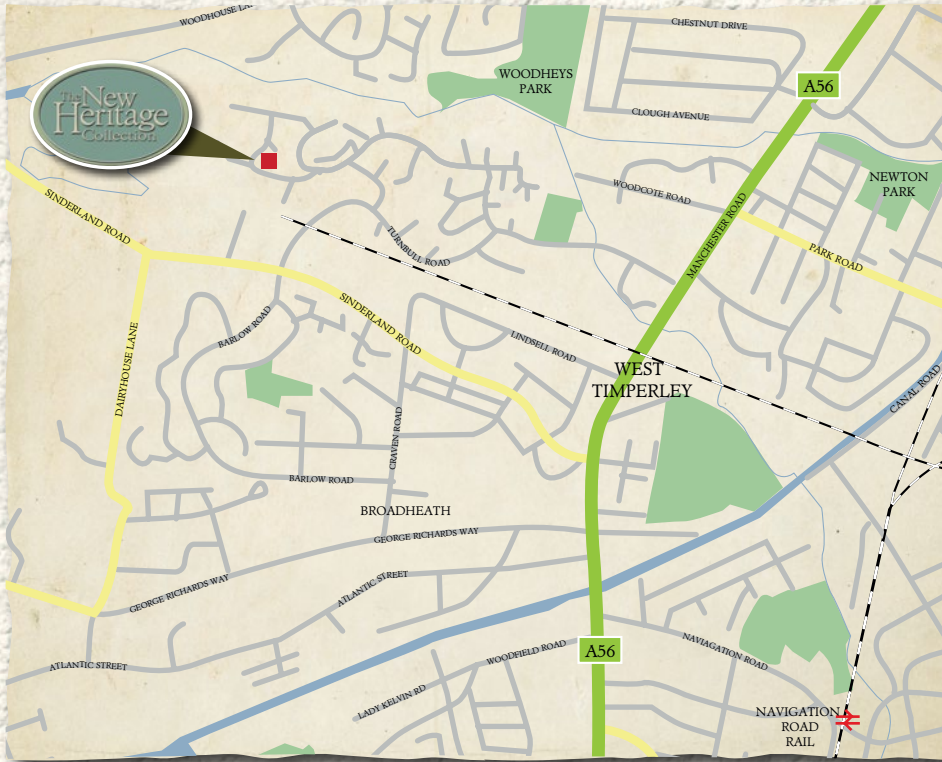 WOODHOUSE LA
CHESTNUT DRIVE
WOODHEYS
PARK
A56
The New
Heritage
Collection
CLOUGH AVENUE
NEWTON
PARK
WOODCOTE ROAD
SINDERLAND ROAD
MANCHESTER ROAD
TURNBULL ROAD
PARK ROAD
BARLOW ROAD
SINDERLAND ROAD
LINDSELL ROAD
DAIRYHOUSE LANE
WEST
TIMPERLEY
CANAL ROAD
CRAVEN ROAD
BARLOW ROAD
BROADHEATH
GEORGE RICHARDS WAY
GEORGE RICHARDS WAY
ATLANTIC STREET
ATLANTIC STREET
WOODFIELD ROAD
A56
NAVIAGATION ROAD
LADY KELVIN RD
NAVIGATION
ROAD
RAIL